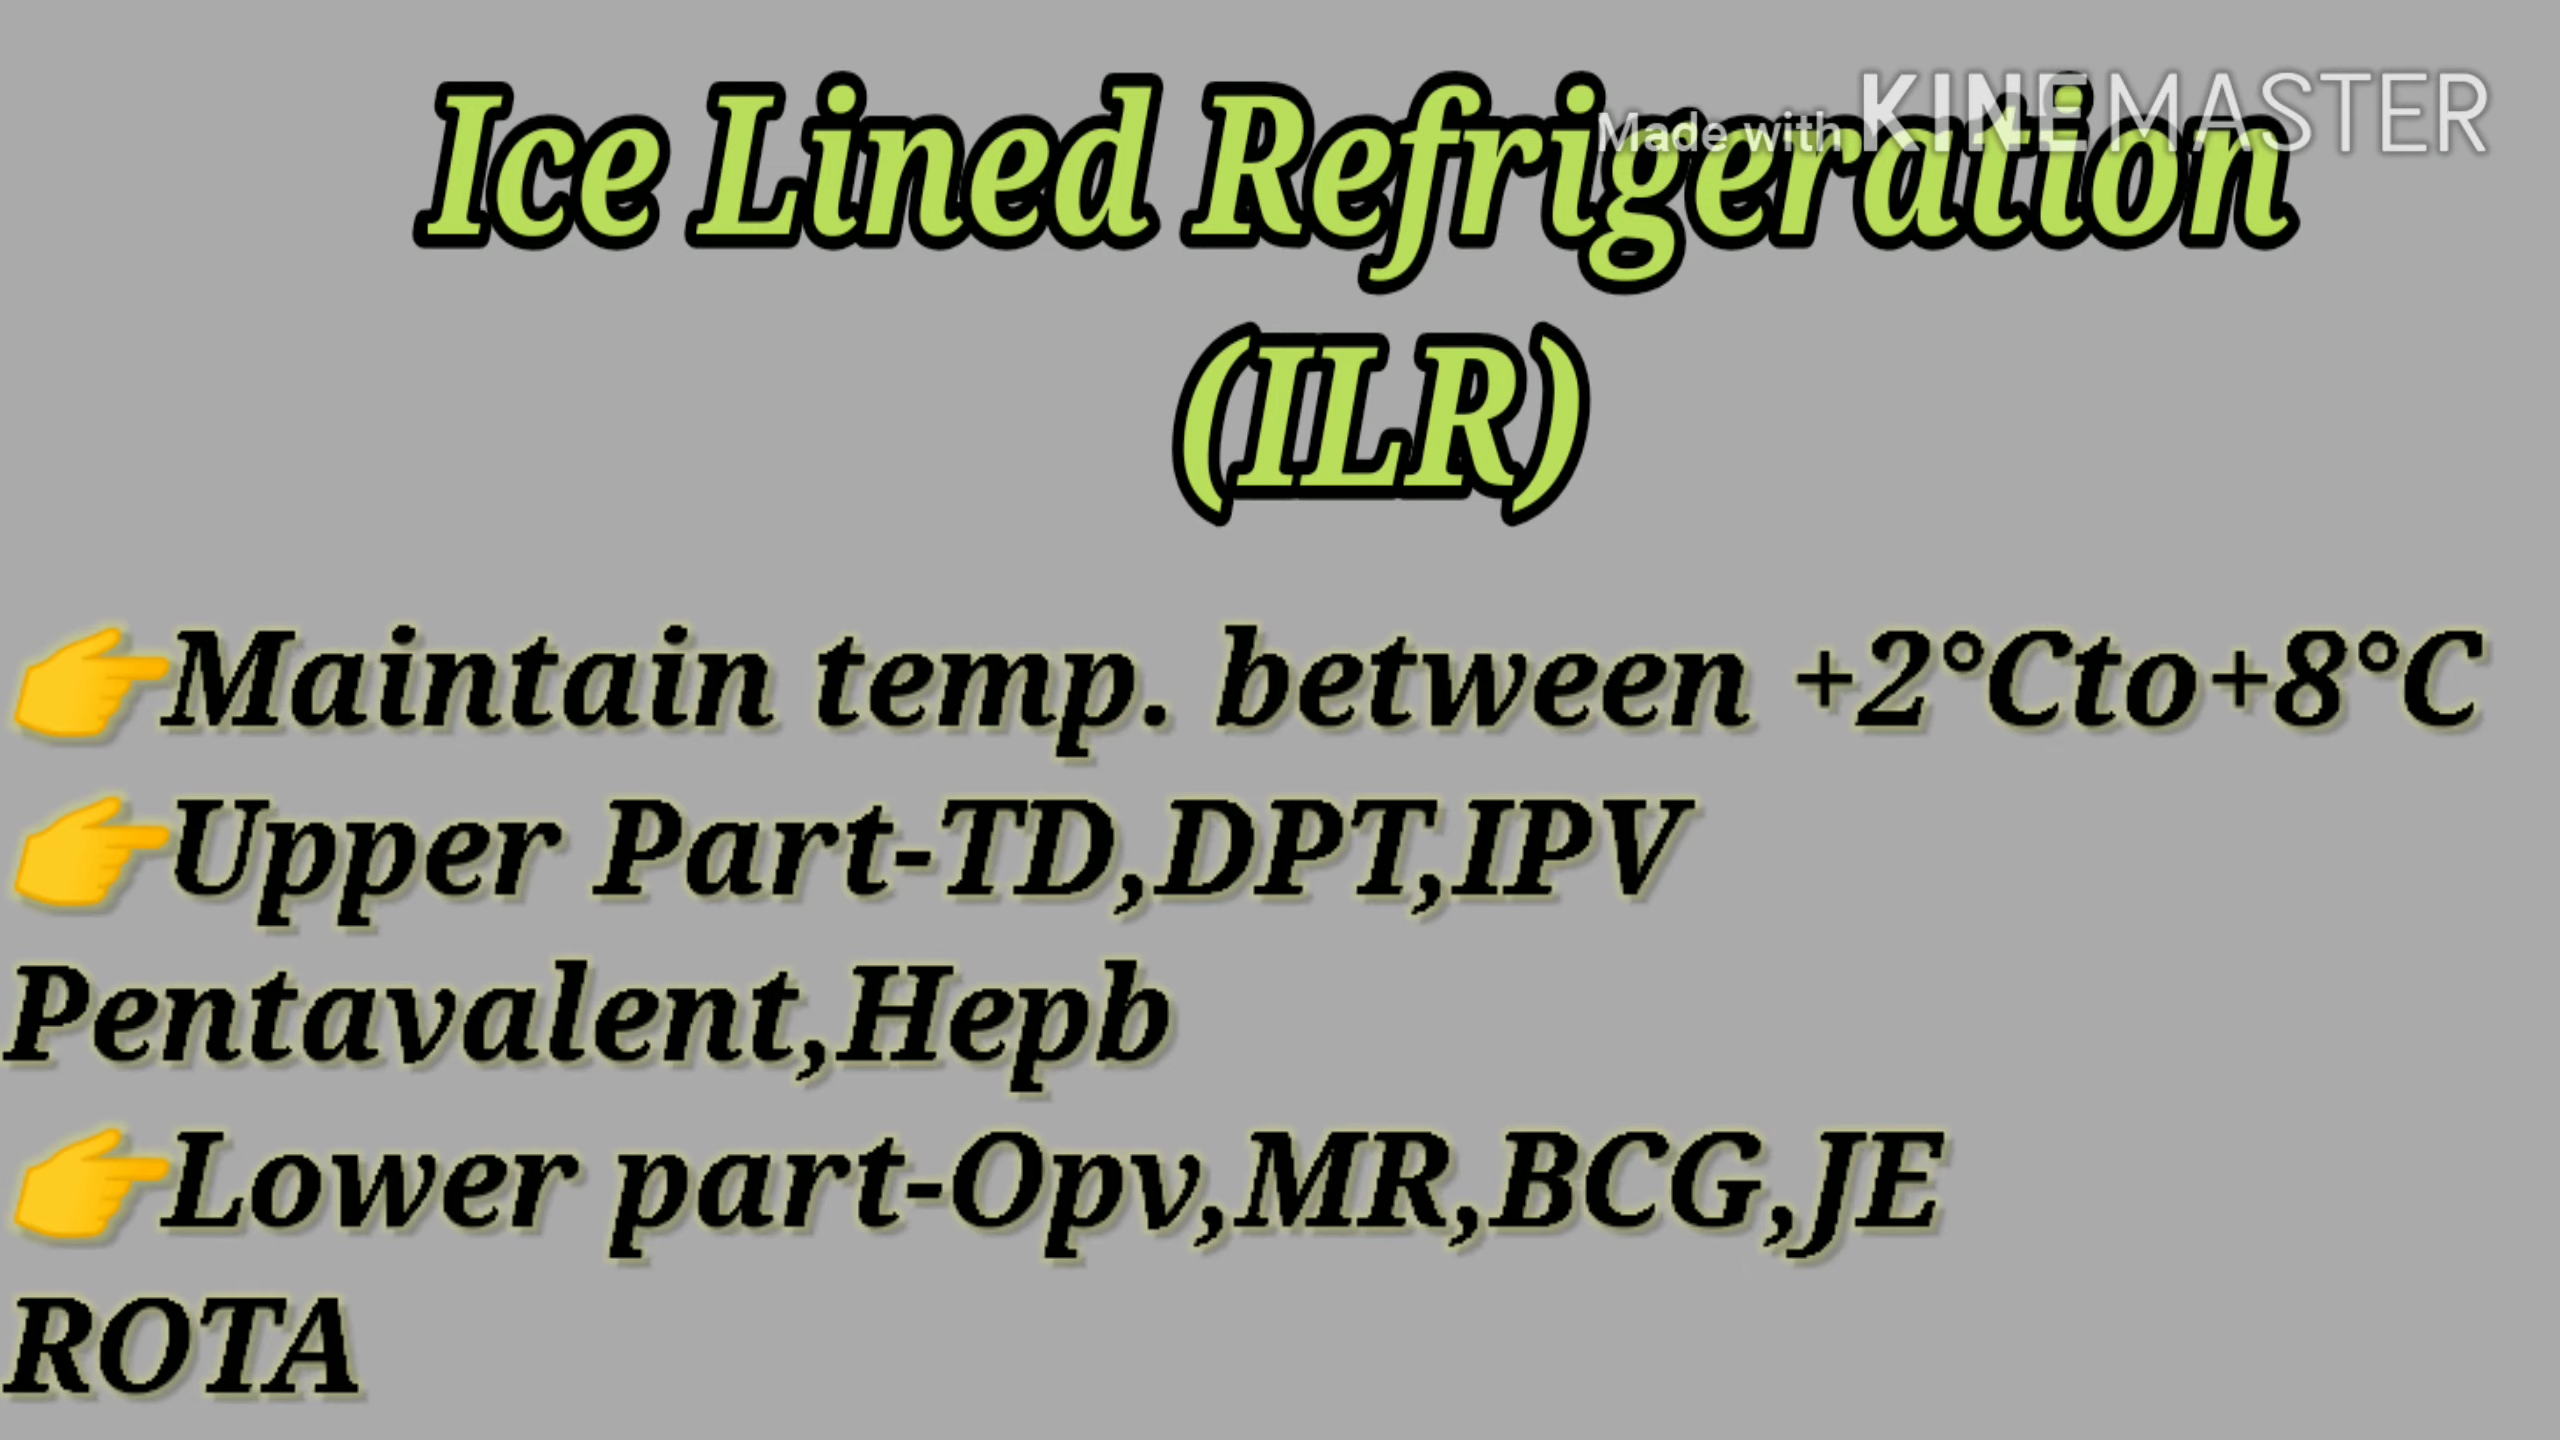 Made with KINEMASTER
Ice Lined Refrigeration
(ILR)
👉Maintain temp. between +2°Cto+8°C
👉Upper Part-TD,DPT,IPV
Pentavalent,Hepb
👉Lower part-Opv,MR,BCG,JE
ROTA